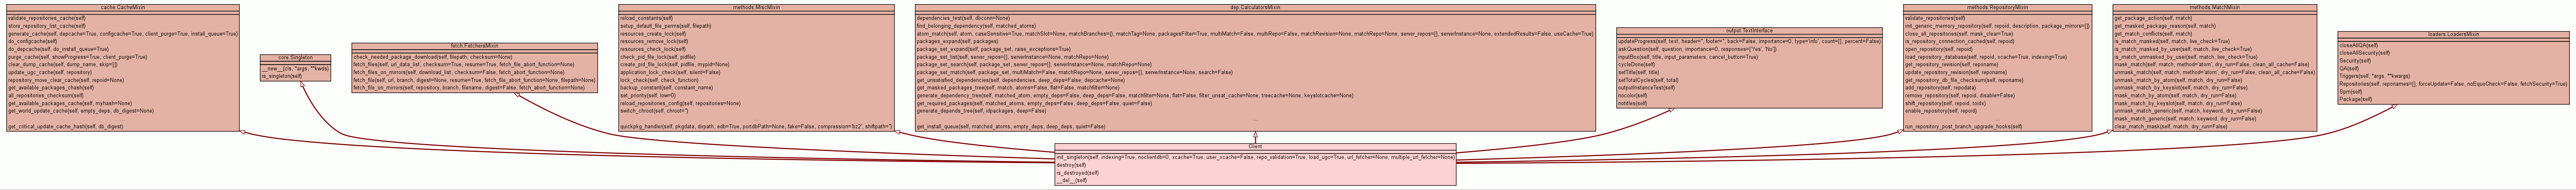 cache.CacheMixin
validate_repositories_cache(self)
store_repository_list_cache(self)
generate_cache(self, depcache=True, configcache=True, client_purge=True, install_queue=True)
do_configcache(self)
do_depcache(self, do_install_queue=True)
purge_cache(self, showProgress=True, client_purge=True)
clear_dump_cache(self, dump_name, skip=[])
update_ugc_cache(self, repository)
repository_move_clear_cache(self, repoid=None)
get_available_packages_chash(self)
all_repositories_checksum(self)
get_available_packages_cache(self, myhash=None)
get_world_update_cache(self, empty_deps, db_digest=None)
get_critical_update_cache_hash(self, db_digest)
core.Singleton
__new__(cls, *args, **kwds)
is_singleton(self)
fetch.FetchersMixin
check_needed_package_download(self, filepath, checksum=None)
fetch_files(self, url_data_list, checksum=True, resume=True, fetch_file_abort_function=None)
fetch_files_on_mirrors(self, download_list, checksum=False, fetch_abort_function=None)
fetch_file(self, url, branch, digest=None, resume=True, fetch_file_abort_function=None, filepath=None)
fetch_file_on_mirrors(self, repository, branch, filename, digest=False, fetch_abort_function=None)
methods.MiscMixin
reload_constants(self)
setup_default_file_perms(self, filepath)
resources_create_lock(self)
resources_remove_lock(self)
resources_check_lock(self)
check_pid_file_lock(self, pidfile)
create_pid_file_lock(self, pidfile, mypid=None)
application_lock_check(self, silent=False)
lock_check(self, check_function)
backup_constant(self, constant_name)
set_priority(self, low=0)
reload_repositories_config(self, repositories=None)
switch_chroot(self, chroot='')
quickpkg_handler(self, pkgdata, dirpath, edb=True, portdbPath=None, fake=False, compression='bz2', shiftpath='')
dep.CalculatorsMixin
dependencies_test(self, dbconn=None)
find_belonging_dependency(self, matched_atoms)
atom_match(self, atom, caseSensitive=True, matchSlot=None, matchBranches=(), matchTag=None, packagesFilter=True, multiMatch=False, multiRepo=False, matchRevision=None, matchRepo=None, server_repos=[], serverInstance=None, extendedResults=False, useCache=True)
packages_expand(self, packages)
package_set_expand(self, package_set, raise_exceptions=True)
package_set_list(self, server_repos=[], serverInstance=None, matchRepo=None)
package_set_search(self, package_set, server_repos=[], serverInstance=None, matchRepo=None)
package_set_match(self, package_set, multiMatch=False, matchRepo=None, server_repos=[], serverInstance=None, search=False)
get_unsatisfied_dependencies(self, dependencies, deep_deps=False, depcache=None)
get_masked_packages_tree(self, match, atoms=False, flat=False, matchfilter=None)
generate_dependency_tree(self, matched_atom, empty_deps=False, deep_deps=False, matchfilter=None, flat=False, filter_unsat_cache=None, treecache=None, keyslotcache=None)
get_required_packages(self, matched_atoms, empty_deps=False, deep_deps=False, quiet=False)
generate_depends_tree(self, idpackages, deep=False)
...
get_install_queue(self, matched_atoms, empty_deps, deep_deps, quiet=False)
output.TextInterface
updateProgress(self, text, header='', footer='', back=False, importance=0, type='info', count=[], percent=False)
askQuestion(self, question, importance=0, responses=['Yes', 'No'])
inputBox(self, title, input_parameters, cancel_button=True)
cycleDone(self)
setTitle(self, title)
setTotalCycles(self, total)
outputInstanceTest(self)
nocolor(self)
notitles(self)
methods.RepositoryMixin
validate_repositories(self)
init_generic_memory_repository(self, repoid, description, package_mirrors=[])
close_all_repositories(self, mask_clear=True)
is_repository_connection_cached(self, repoid)
open_repository(self, repoid)
load_repository_database(self, repoid, xcache=True, indexing=True)
get_repository_revision(self, reponame)
update_repository_revision(self, reponame)
get_repository_db_file_checksum(self, reponame)
add_repository(self, repodata)
remove_repository(self, repoid, disable=False)
shift_repository(self, repoid, toidx)
enable_repository(self, repoid)
run_repository_post_branch_upgrade_hooks(self)
methods.MatchMixin
get_package_action(self, match)
get_masked_package_reason(self, match)
get_match_conflicts(self, match)
is_match_masked(self, match, live_check=True)
is_match_masked_by_user(self, match, live_check=True)
is_match_unmasked_by_user(self, match, live_check=True)
mask_match(self, match, method='atom', dry_run=False, clean_all_cache=False)
unmask_match(self, match, method='atom', dry_run=False, clean_all_cache=False)
unmask_match_by_atom(self, match, dry_run=False)
unmask_match_by_keyslot(self, match, dry_run=False)
mask_match_by_atom(self, match, dry_run=False)
mask_match_by_keyslot(self, match, dry_run=False)
unmask_match_generic(self, match, keyword, dry_run=False)
mask_match_generic(self, match, keyword, dry_run=False)
clear_match_mask(self, match, dry_run=False)
loaders.LoadersMixin
closeAllQA(self)
closeAllSecurity(self)
Security(self)
QA(self)
Triggers(self, *args, **kwargs)
Repositories(self, reponames=[], forceUpdate=False, noEquoCheck=False, fetchSecurity=True)
Spm(self)
Package(self)
Client
init_singleton(self, indexing=True, noclientdb=0, xcache=True, user_xcache=False, repo_validation=True, load_ugc=True, url_fetcher=None, multiple_url_fetcher=None)
destroy(self)
is_destroyed(self)
__del__(self)